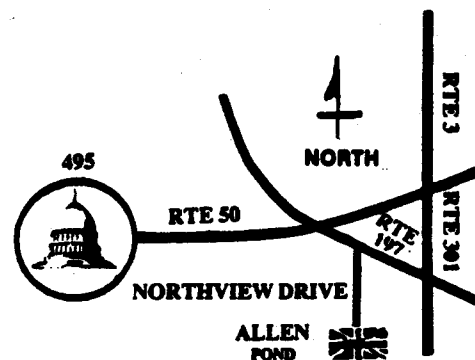 495
RTE 3
NORTH
RTE 50
RTE 197
RTE 301
NORTHVIEW DRIVE
ALLEN
POND